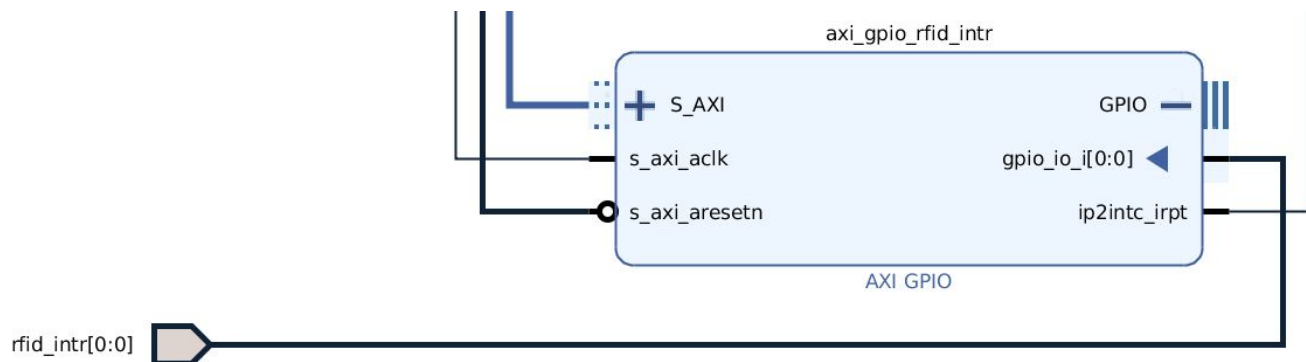 axi_gpio_rfid_intr
S_AXI
GPIO
s_axi_aclk
gpio_io_i[0:0]
s_axi_aresetn
ip2intc_irpt
AXI GPIO
rfid_intr[0:0]